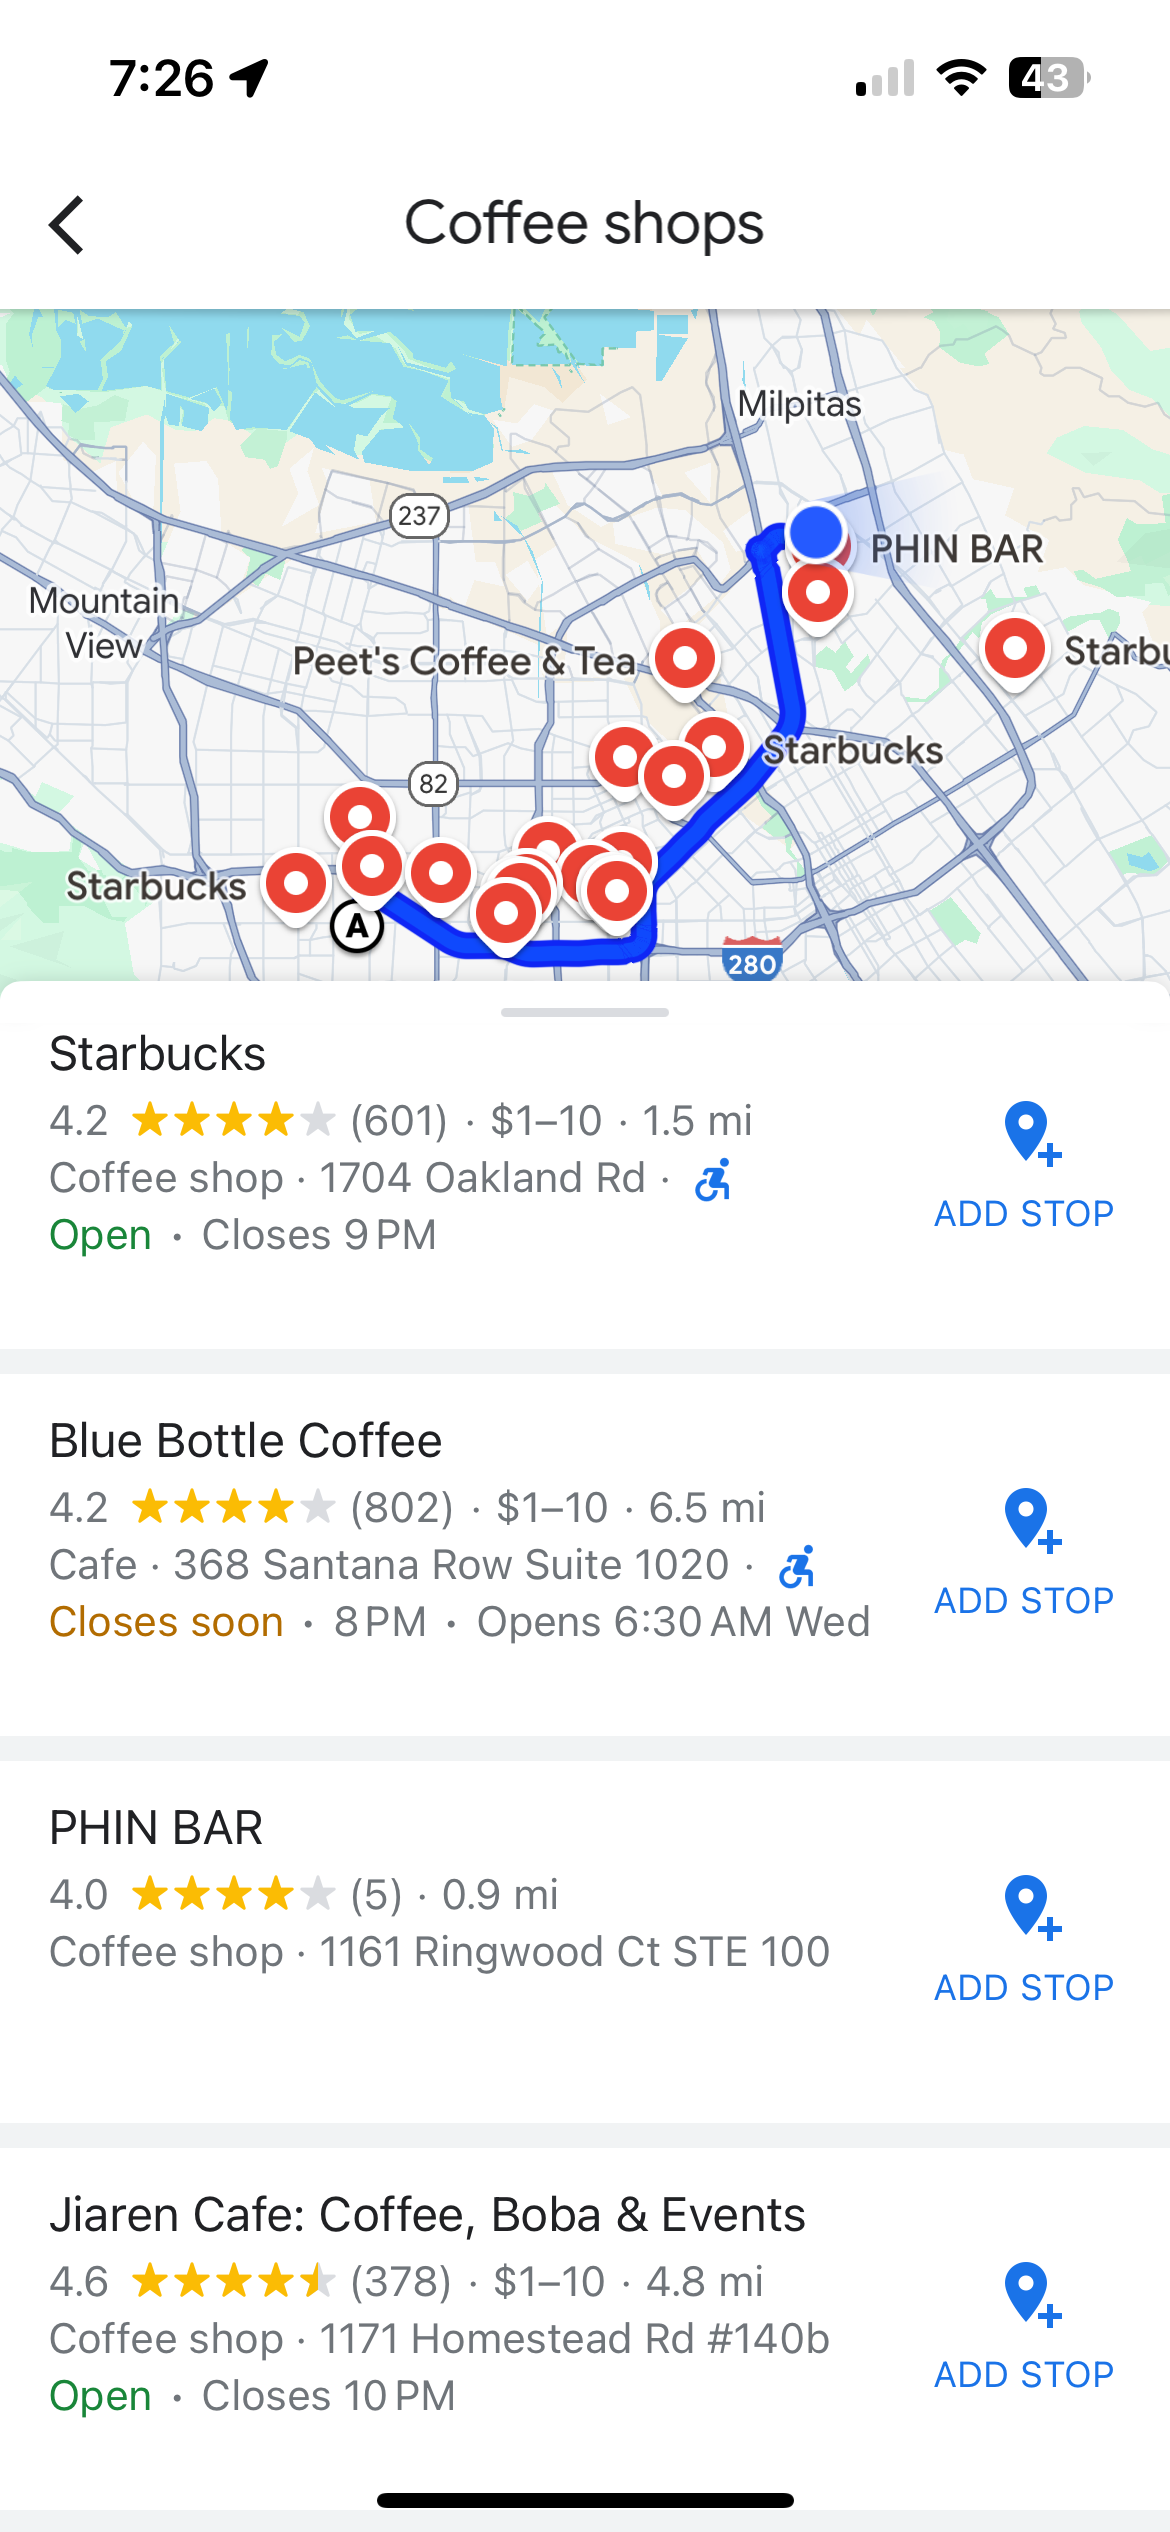 7:26
43
Coffee shops
Milpitas
237
PHIN BAR
Mountain
View
Peet's Coffee & Tea
Starbu
Starbucks
82
Starbucks
A
280
Starbucks
4.2 (601) · $1–10 · 1.5 mi
Coffee shop · 1704 Oakland Rd ·
Open · Closes 9 PM
ADD STOP
Blue Bottle Coffee
4.2 (802) · $1–10 · 6.5 mi
Cafe · 368 Santana Row Suite 1020 ·
Closes soon · 8 PM · Opens 6:30 AM Wed
ADD STOP
PHIN BAR
4.0 (5) · 0.9 mi
Coffee shop · 1161 Ringwood Ct STE 100
ADD STOP
Jiaren Cafe: Coffee, Boba & Events
4.6 (378) · $1–10 · 4.8 mi
Coffee shop · 1171 Homestead Rd #140b
Open · Closes 10 PM
ADD STOP